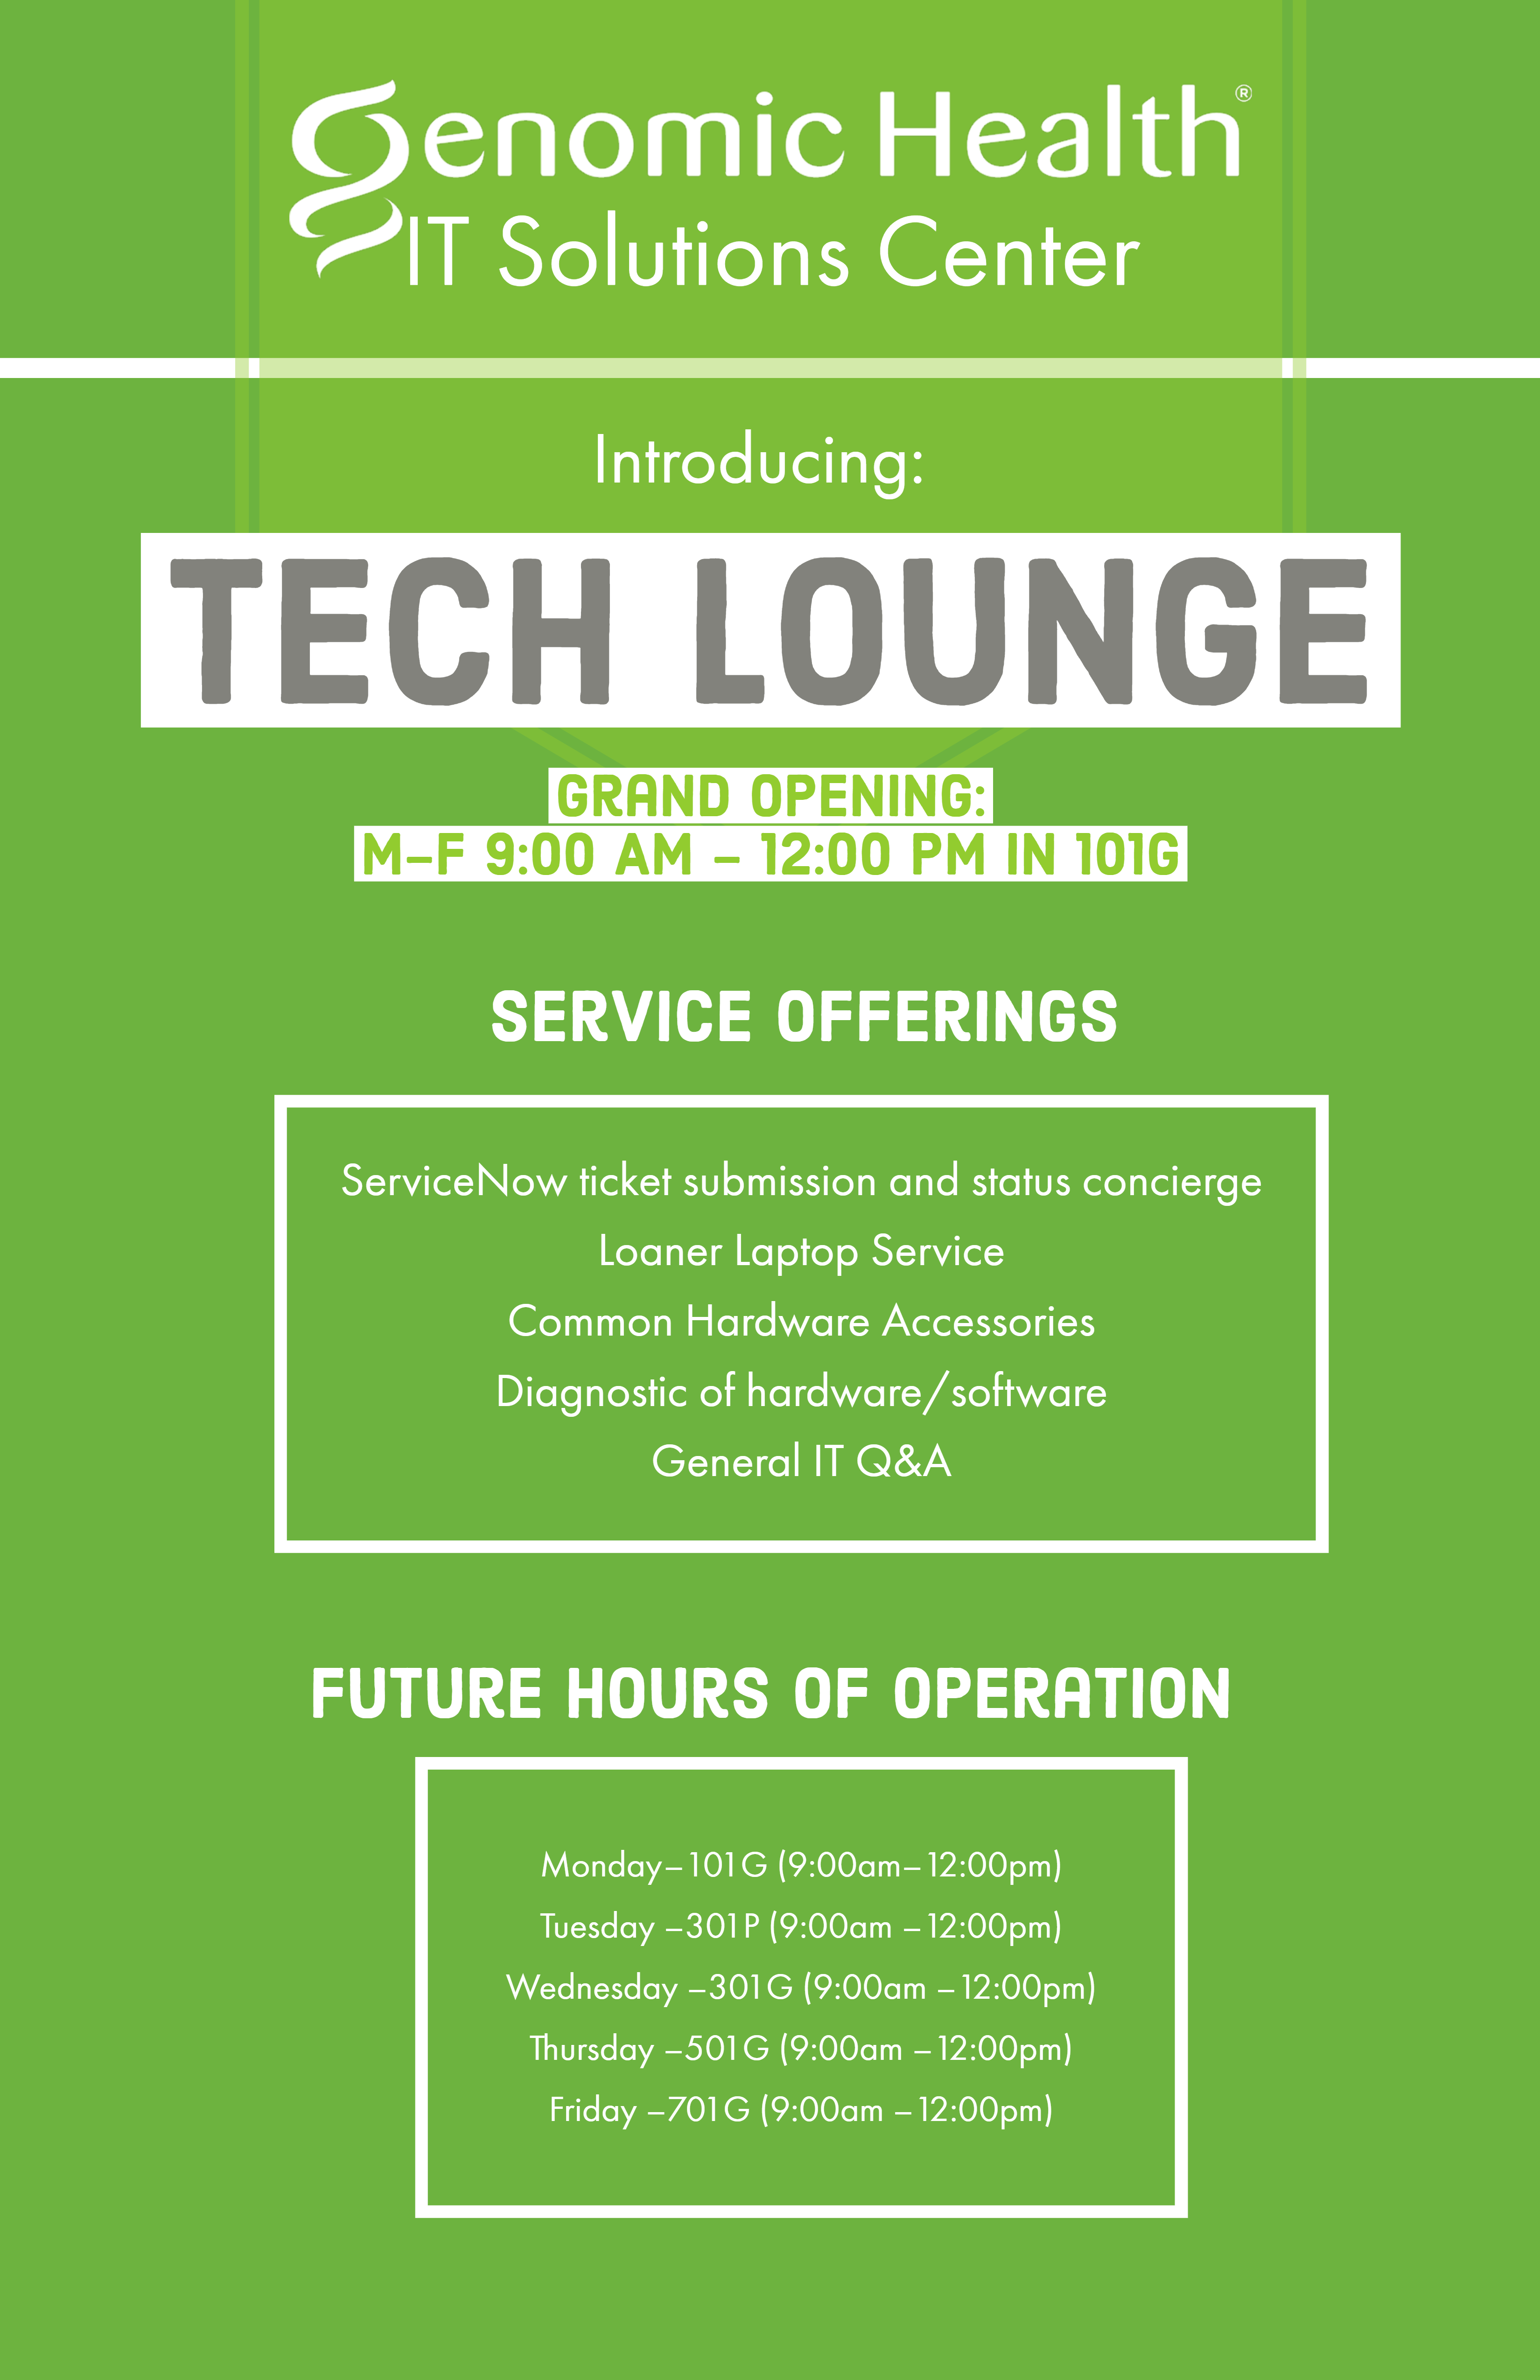 genomic Health®
IT Solutions Center
Introducing:
TECH LOUNGE
GRAND OPENING:
M–F 9:00 AM – 12:00 PM IN 101G
SERVICE OFFERINGS
ServiceNow ticket submission and status concierge
Loaner Laptop Service
Common Hardware Accessories
Diagnostic of hardware/software
General IT Q&A
FUTURE HOURS OF OPERATION
Monday–101G (9:00am–12:00pm)
Tuesday –301P (9:00am –12:00pm)
Wednesday –301G (9:00am –12:00pm)
Thursday –501G (9:00am –12:00pm)
Friday –701G (9:00am –12:00pm)